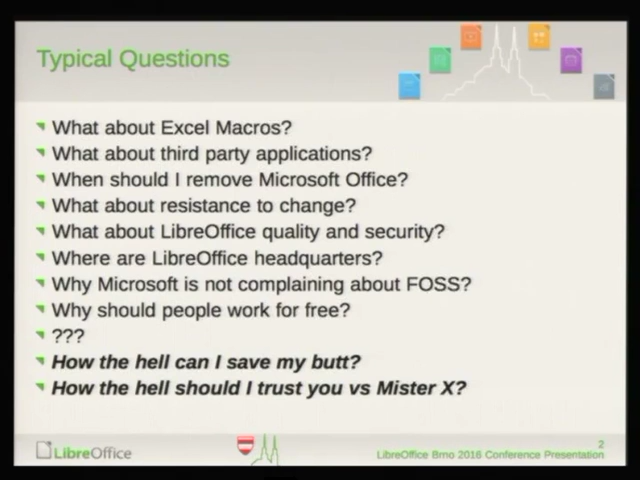 Typical Questions
What about Excel Macros?
What about third party applications?
When should I remove Microsoft Office?
What about resistance to change?
What about LibreOffice quality and security?
Where are LibreOffice headquarters?
Why Microsoft is not complaining about FOSS?
Why should people work for free?
???
How the hell can I save my butt?
How the hell should I trust you vs Mister X?
2
LibreOffice
LibreOffice Brno 2016 Conference Presentation